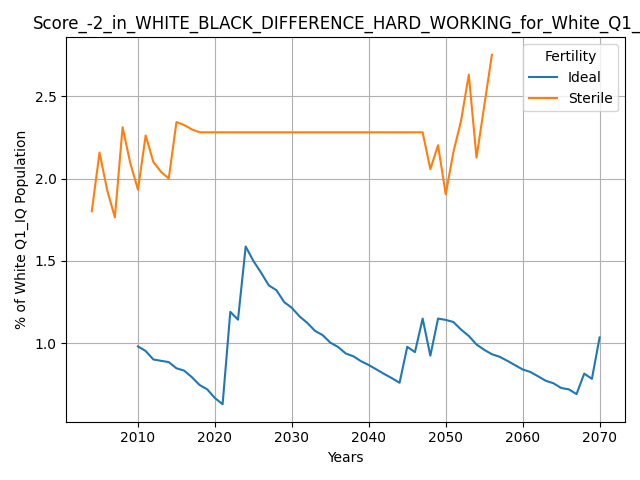 Score_-2_in_WHITE_BLACK_DIFFERENCE_HARD_WORKING_for_White_Q1_
Fertility
Ideal
Sterile
% of White Q1_IQ Population
2.5
2.0
1.5
1.0
2010 2020 2030 2040 2050 2060 2070
Years